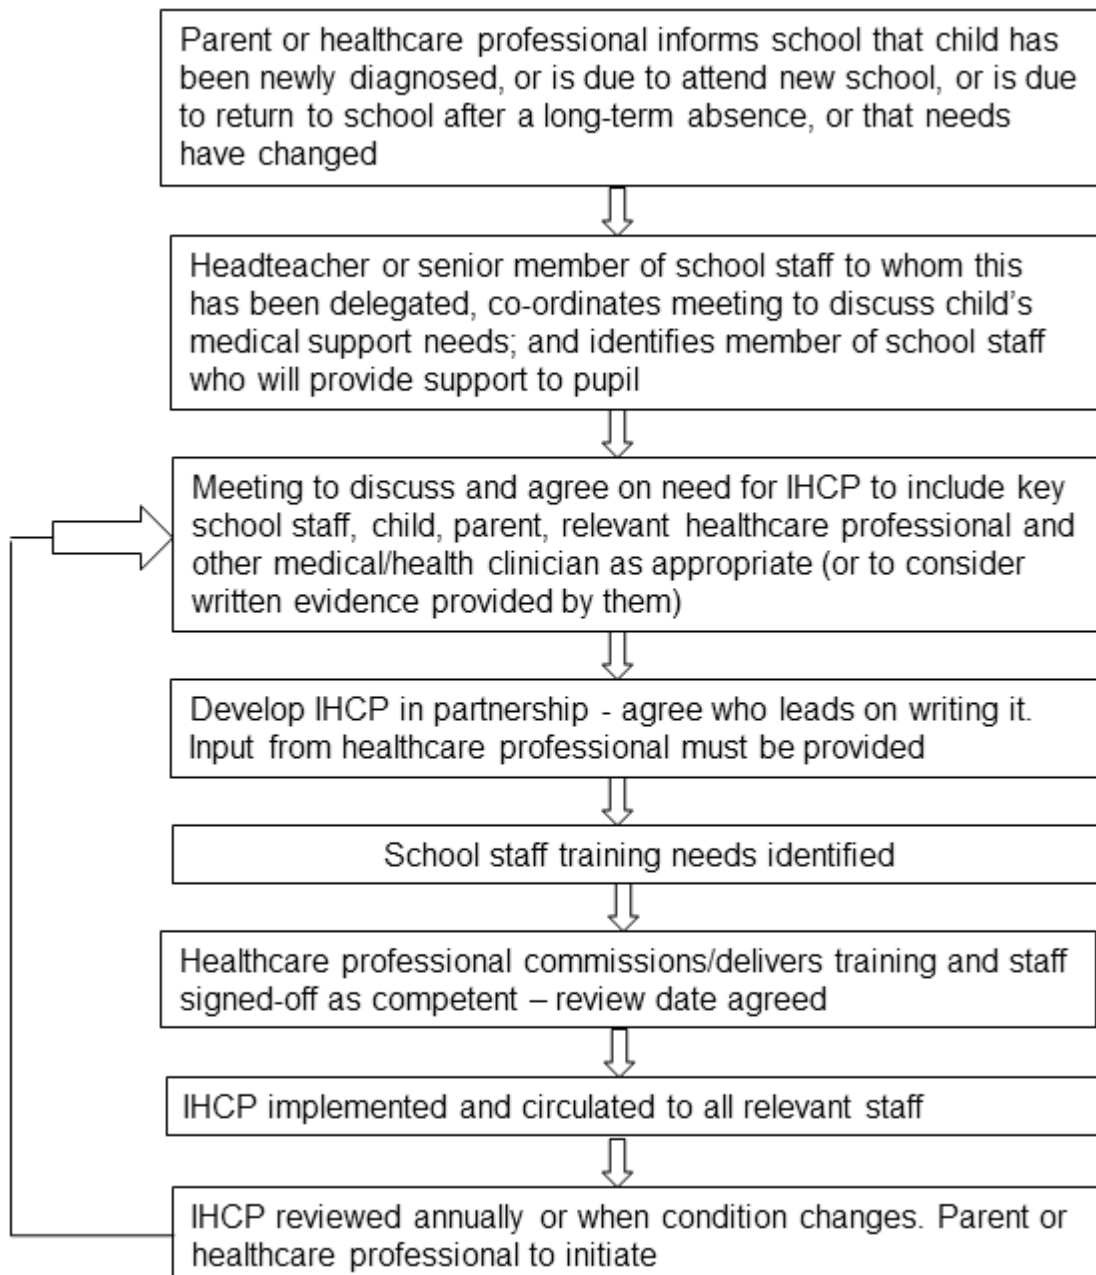 Parent or healthcare professional informs school that child has
been newly diagnosed, or is due to attend new school, or is due
to return to school after a long-term absence, or that needs
have changed
Headteacher or senior member of school staff to whom this
has been delegated, co-ordinates meeting to discuss child's
medical support needs; and identifies member of school staff
who will provide support to pupil
Meeting to discuss and agree on need for IHCP to include key
school staff, child, parent, relevant healthcare professional and
other medical/health clinician as appropriate (or to consider
written evidence provided by them)
Develop IHCP in partnership - agree who leads on writing it.
Input from healthcare professional must be provided
School staff training needs identified
Healthcare professional commissions/delivers training and staff
signed-off as competent – review date agreed
IHCP implemented and circulated to all relevant staff
IHCP reviewed annually or when condition changes. Parent or
healthcare professional to initiate